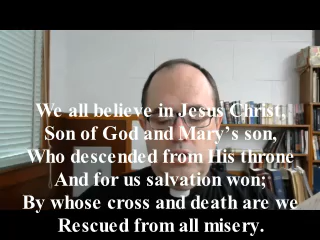 We all believe in Jesus Christ,
Son of God and Mary's son,
Who descended from His throne
And for us salvation won;
By whose cross and death are we
Rescued from all misery.